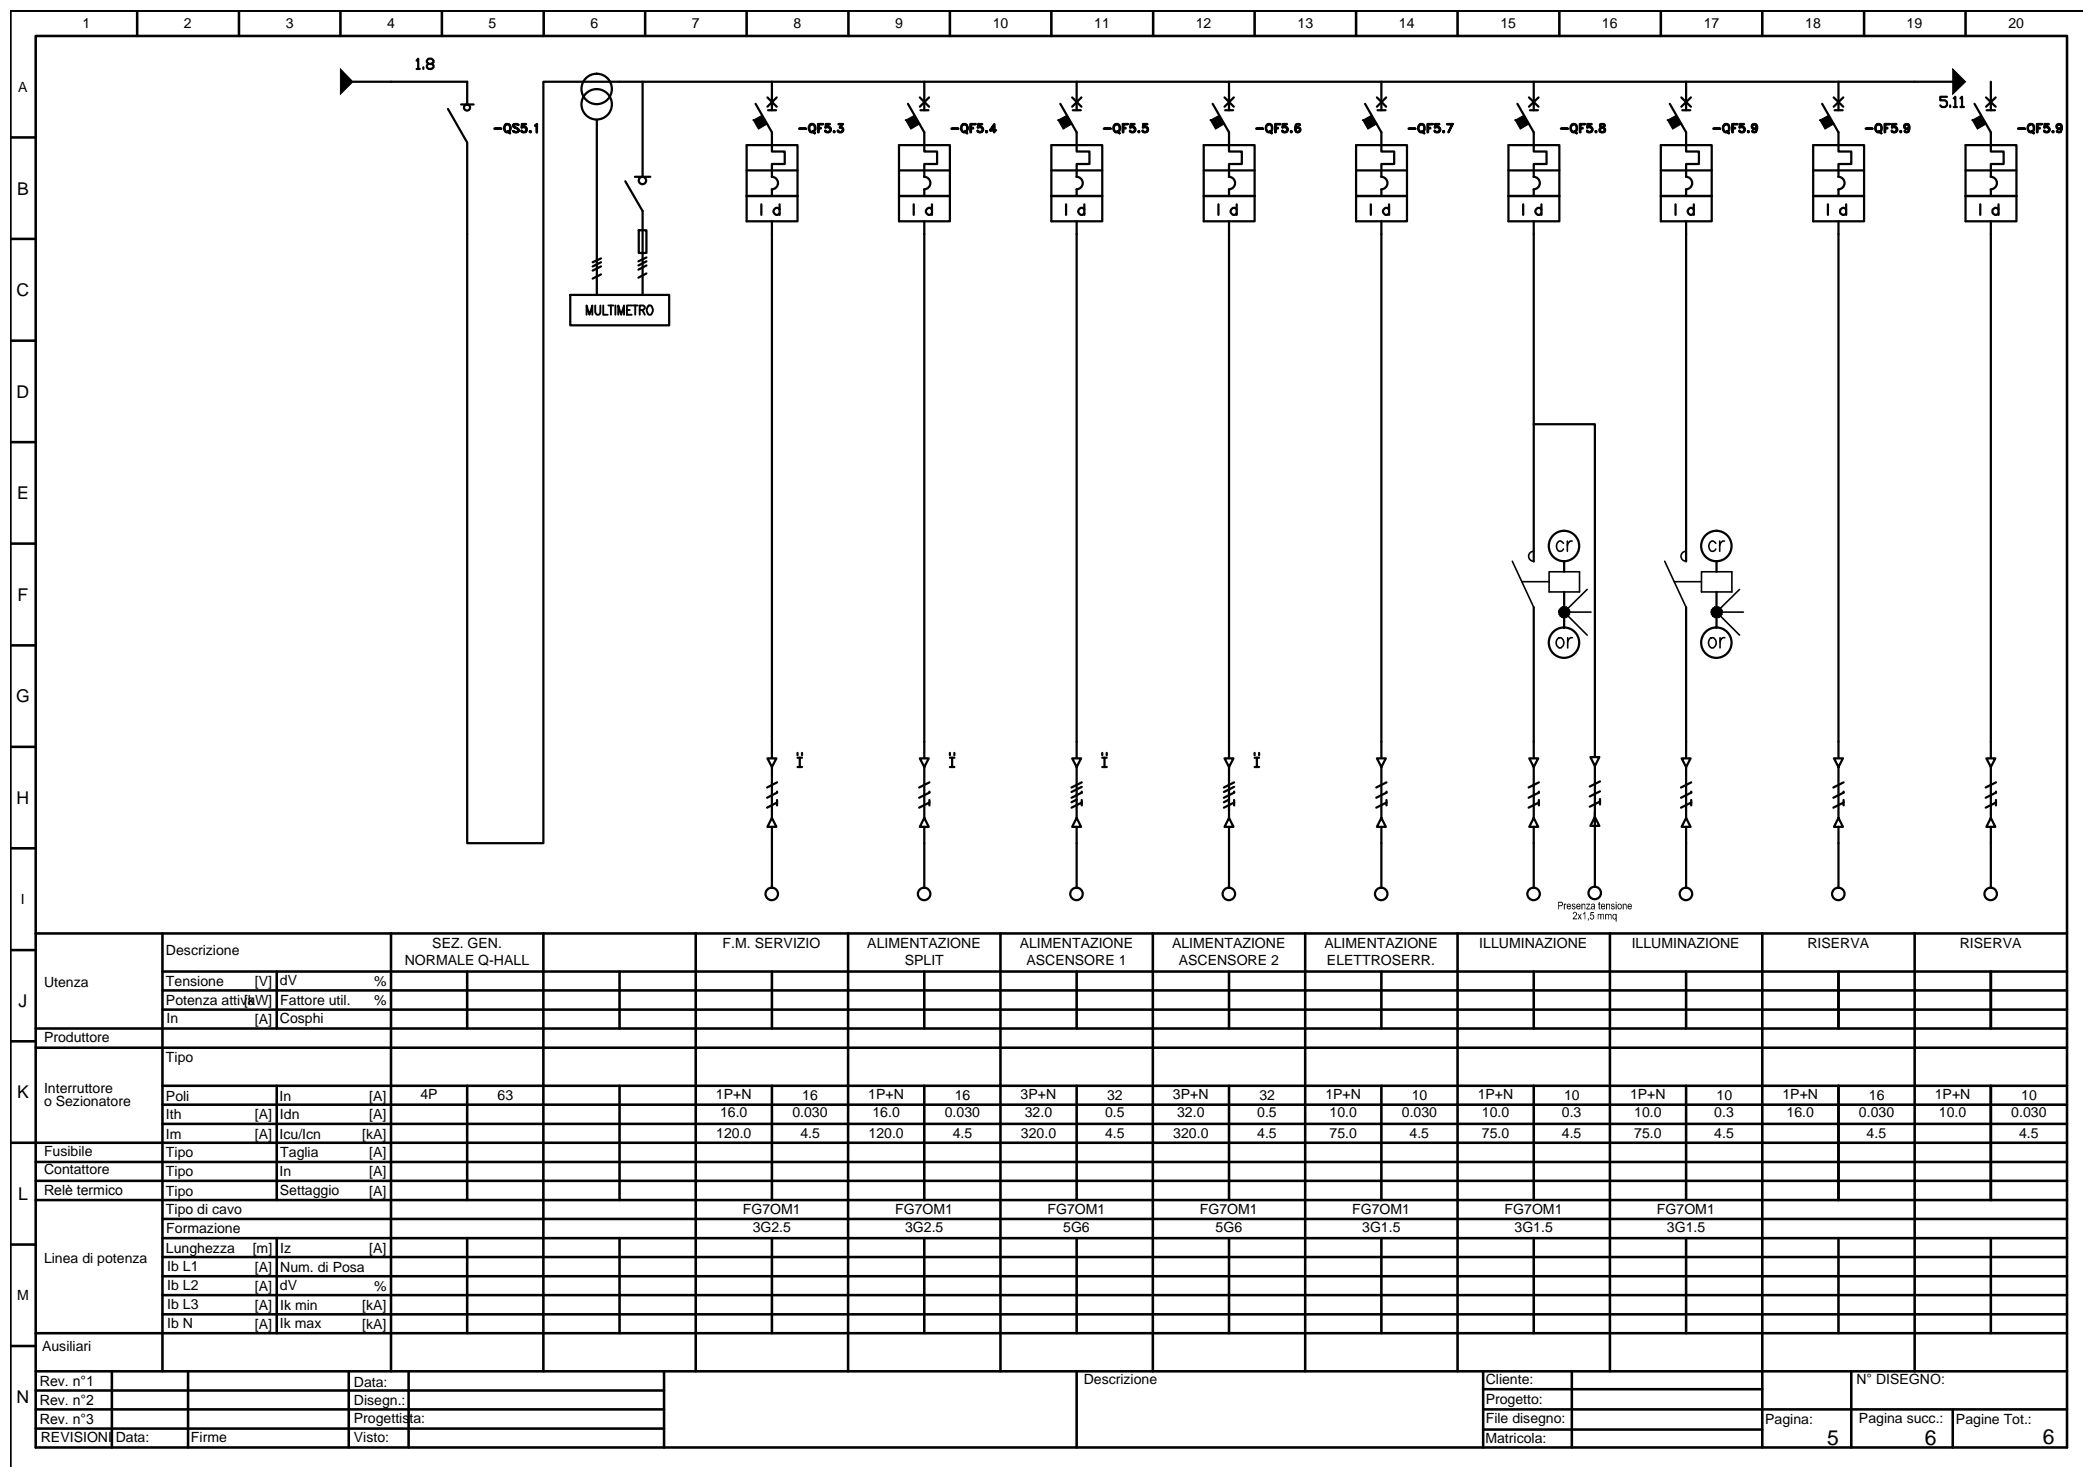 1 2 3 4 5 6 7 8 9 10 11 12 13 14 15 16 17 18 19 20
A
1.8
5.11
-QS5.1 -QF5.3 -QF5.4 -QF5.5 -QF5.6 -QF5.7 -QF5.8 -QF5.9 -QF5.9 -QF5.9
B
I d I d I d I d I d I d I d I d I d
C
MULTIMETRO
D
E
cr cr
F
or or
G
Ï Ï Ï Ï
H
I
Presenza tensione
2x1,5 mmq
Descrizione SEZ. GEN. F.M. SERVIZIO ALIMENTAZIONE ALIMENTAZIONE ALIMENTAZIONE ALIMENTAZIONE ILLUMINAZIONE ILLUMINAZIONE RISERVA RISERVA
NORMALE Q-HALL SPLIT ASCENSORE 1 ASCENSORE 2 ELETTROSERR.
Utenza
Tensione [V] dV %
J
Potenza attiva [kW] Fattore util. %
In [A] Cosphi
Produttore
Tipo
K
Interruttore
o Sezionatore
Poli In [A] 4P 63 1P+N 16 1P+N 16 3P+N 32 3P+N 32 1P+N 10 1P+N 10 1P+N 10 1P+N 16 1P+N 10
Ith [A] Idn [A] 16.0 0.030 16.0 0.030 32.0 0.5 32.0 0.5 10.0 0.030 10.0 0.3 10.0 0.3 16.0 0.030 10.0 0.030
Im [A] Icu/Icn [kA] 120.0 4.5 120.0 4.5 320.0 4.5 320.0 4.5 75.0 4.5 75.0 4.5 75.0 4.5 4.5 4.5
Fusibile Tipo Taglia [A]
Contattore Tipo In [A]
L
Relè termico Tipo Settaggio [A]
Tipo di cavo FG7OM1 FG7OM1 FG7OM1 FG7OM1 FG7OM1 FG7OM1 FG7OM1
Formazione 3G2.5 3G2.5 5G6 5G6 3G1.5 3G1.5 3G1.5
Linea di potenza
Lunghezza [m] Iz [A]
Ib L1 [A] Num. di Posa
M
Ib L2 [A] dV %
Ib L3 [A] Ik min [kA]
Ib N [A] Ik max [kA]
Ausiliari
N
Rev. n°1 Data: Descrizione Cliente: N° DISEGNO:
Rev. n°2 Disegn.: Progetto:
Rev. n°3 Progettista: File disegno: Pagina: Pagina succ.: Pagine Tot.:
REVISIONI Data: Firme Visto: Matricola: 5 6 6